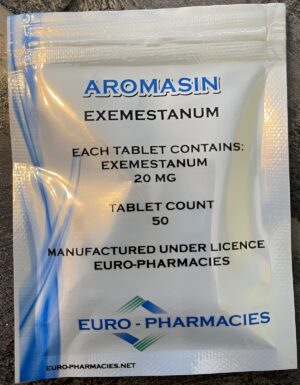 AROMASIN
EXEMESTANUM
EACH TABLET CONTAINS:
EXEMESTANUM
20 MG
TABLET COUNT
50
MANUFACTURED UNDER LICENCE
EURO-PHARMACIES
EURO - PHARMACIES
EURO-PHARMACIES.NET